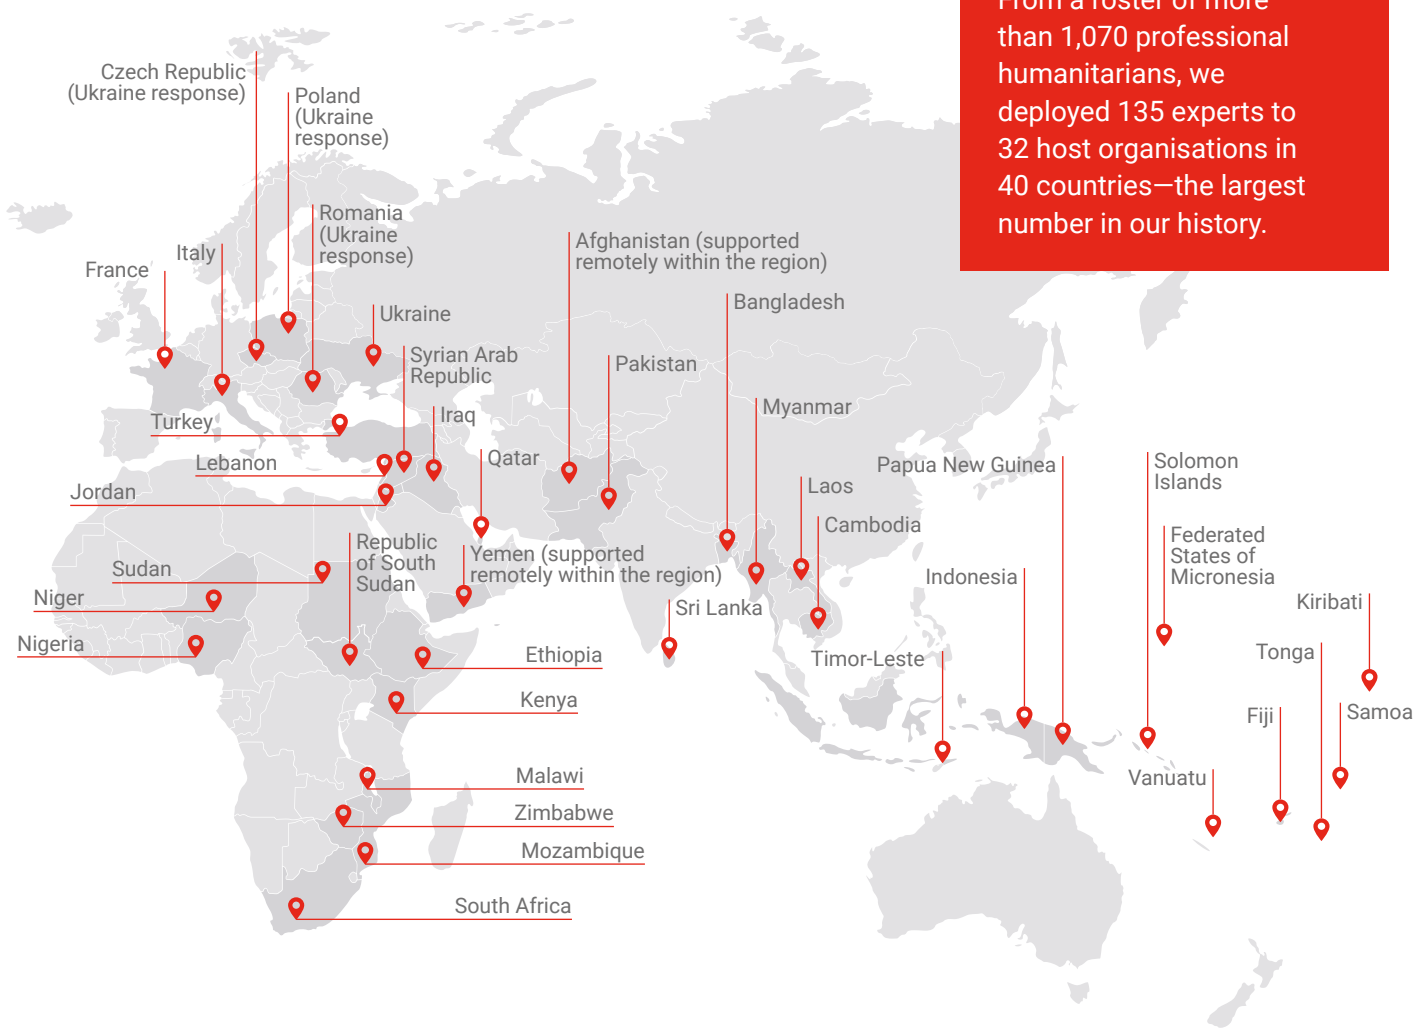 From a roster of more
than 1,070 professional
humanitarians, we
deployed 135 experts to
32 host organisations in
40 countries—the largest
number in our history.
Czech Republic
(Ukraine response)
Poland
(Ukraine
response)
Romania
(Ukraine
response)
Italy
France
Ukraine
Afghanistan (supported
remotely within the region)
Bangladesh
Syrian Arab
Republic
Pakistan
Myanmar
Turkey
Iraq
Lebanon
Qatar
Jordan
Papua New Guinea
Solomon
Islands
Laos
Cambodia
Republic
of South
Sudan
Yemen (supported
remotely within the region)
Federated
States of
Micronesia
Sudan
Indonesia
Niger
Sri Lanka
Kiribati
Nigeria
Ethiopia
Timor-Leste
Tonga
Kenya
Fiji
Samoa
Malawi
Vanuatu
Zimbabwe
Mozambique
South Africa